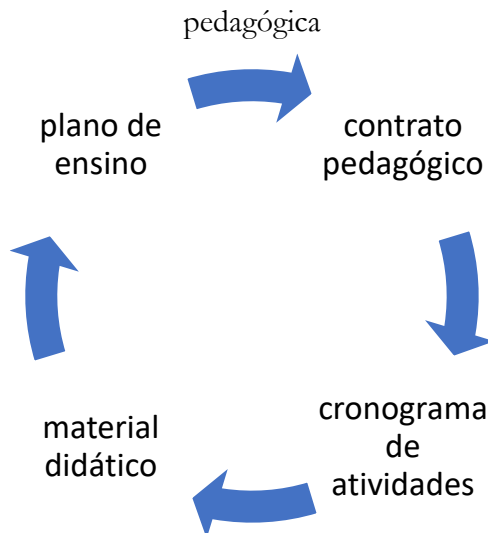 pedagógica
plano de
ensino
contrato
pedagógico
cronograma
de
atividades
material
didático